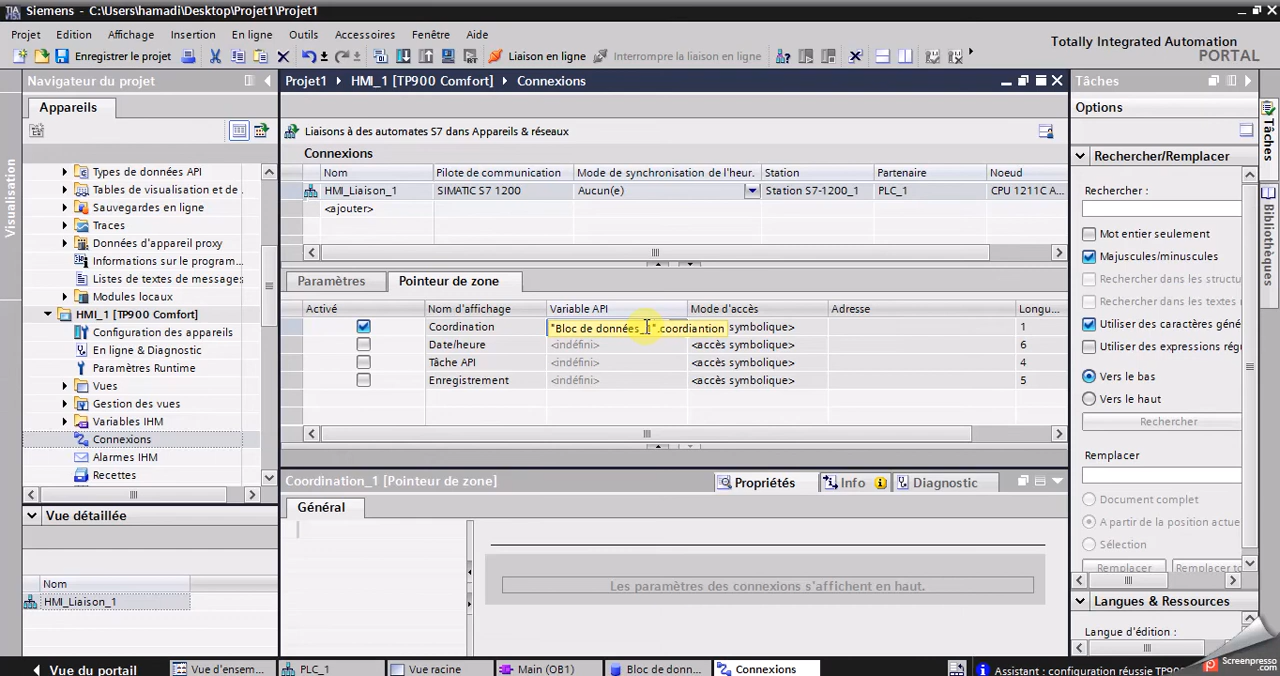 Siemens - C:\Users\hamadi\Desktop\Projet1\Projet1
Projet Edition Affichage Insertion En ligne Outils Accessoires Fenêtre Aide
Totally Integrated Automation
PORTAL
Enregistrer le projet Liaison en ligne Interrompre la liaison en ligne
Navigateur du projet
Projet1 HMI_1 [TP900 Comfort] Connexions
Tâches
Appareils
Options
Types de données API
Tables de visualisation et de
Sauvegardes en ligne
Traces
Données d'appareil proxy
Informations sur le program...
Listes de textes de messages
Modules locaux
HMI_1 [TP900 Comfort]
Configuration des appareils
En ligne & Diagnostic
Paramètres Runtime
Vues
Gestion des vues
Variables IHM
Connexions
Alarmes IHM
Recettes
Vue détaillée
Nom
HMI_Liaison_1
Visualisation
Liaisons à des automates S7 dans Appareils & réseaux
Connexions
Nom Pilote de communication Mode de synchronisation de l'heur. Station Partenaire Noeud
HMI_Liaison_1 SIMATIC S7 1200 Aucun(e) Station S7-1200_1 PLC_1 CPU 1211C A...
<ajouter>
Paramètres Pointeur de zone
Activé Nom d'affichage Variable API Mode d'accès Adresse Longu...
Coordination "Bloc de données_1".coordiantion symbolique> 1
Date/heure <indéfini> <accès symbolique> 6
Tâche API <indéfini> <accès symbolique> 4
Enregistrement <indéfini> <accès symbolique> 5
Coordination_1 [Pointeur de zone]
Propriétés Info Diagnostic
Général
Les paramètres des connexions s'affichent en haut.
Rechercher/Remplacer
Rechercher :
Mot entier seulement
Majuscules/minuscules
Rechercher dans les structu
Rechercher dans les textes
Utiliser des caractères génér
Utiliser des expressions régu
Vers le bas
Vers le haut
Rechercher
Remplacer
Document complet
A partir de la position actue
Sélection
Remplacer Remplacer to
Langues & Ressources
Langue d'édition :
Tâches
Bibliothèques
Vue du portail Vue d'ensem... PLC_1 Vue racine Main (OB1) Bloc de donn... Connexions Assistant : configuration réussie TP90
Screenpresso
.com